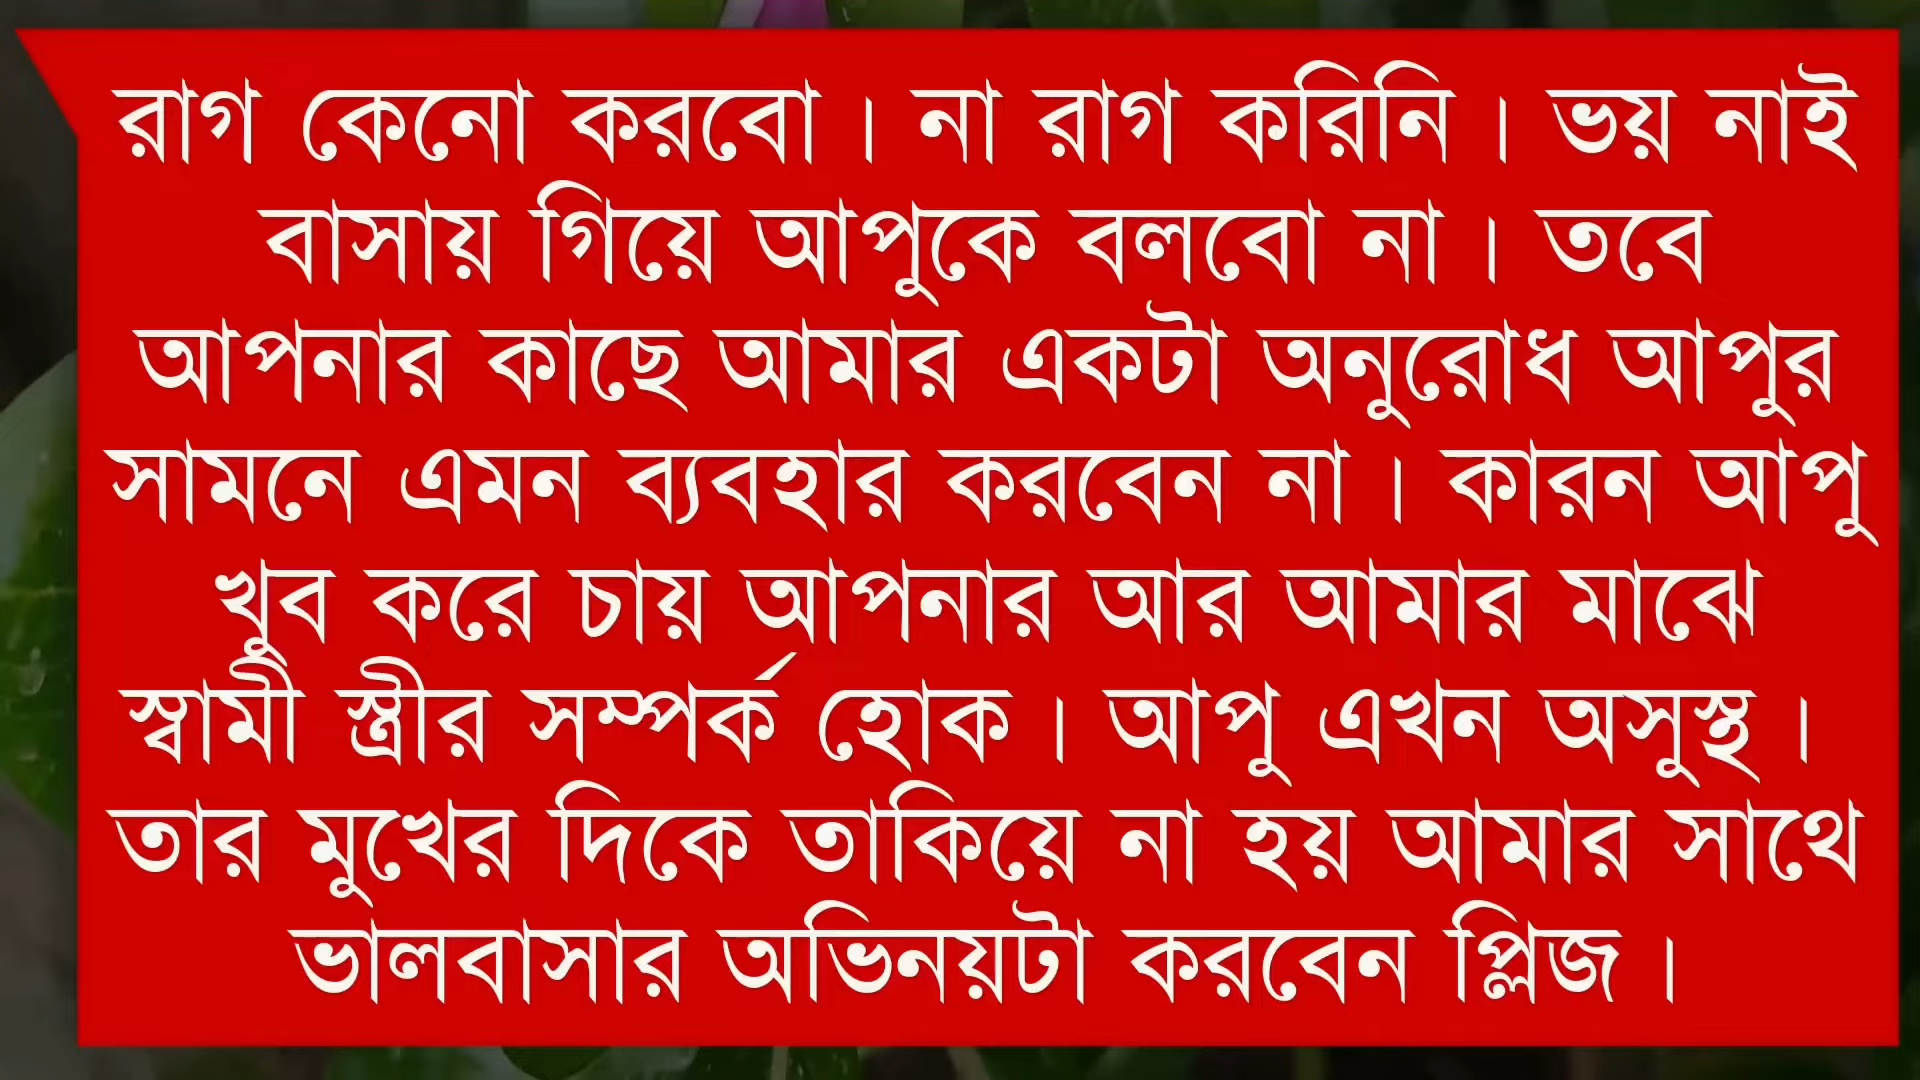 রাগ কেনো করবো। না রাগ করিনি। ভয় নাই
বাসায় গিয়ে আপুকে বলবো না। তবে
আপনার কাছে আমার একটা অনুরোধ আপুর
সামনে এমন ব্যবহার করবেন না। কারন আপু
খুব করে চায় আপনার আর আমার মাঝে
স্বামী স্ত্রীর সম্পর্ক হোক। আপু এখন অসুস্থ।
তার মুখের দিকে তাকিয়ে না হয় আমার সাথে
ভালবাসার অভিনয়টা করবেন প্লিজ।